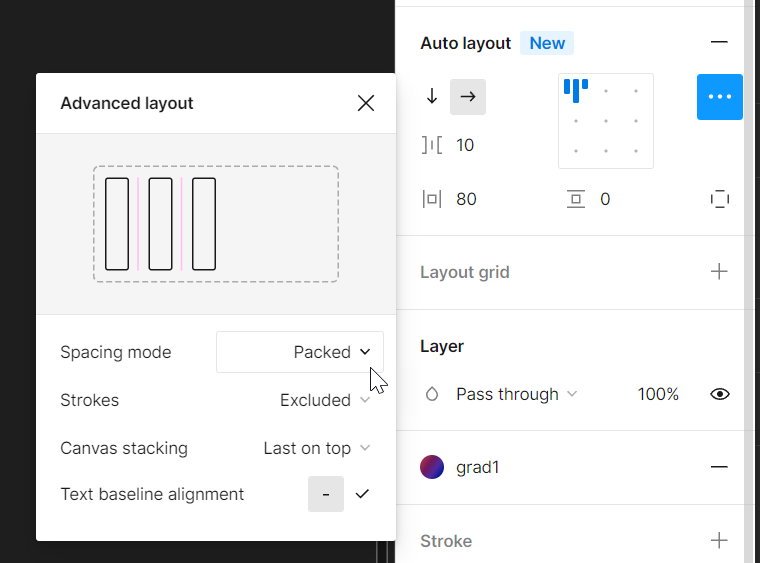 Auto layout New
Advanced layout
10
80
0
Layout grid
Layer
Spacing mode Packed
Strokes Excluded
Pass through 100%
Canvas stacking Last on top
Text baseline alignment -
grad1
Stroke